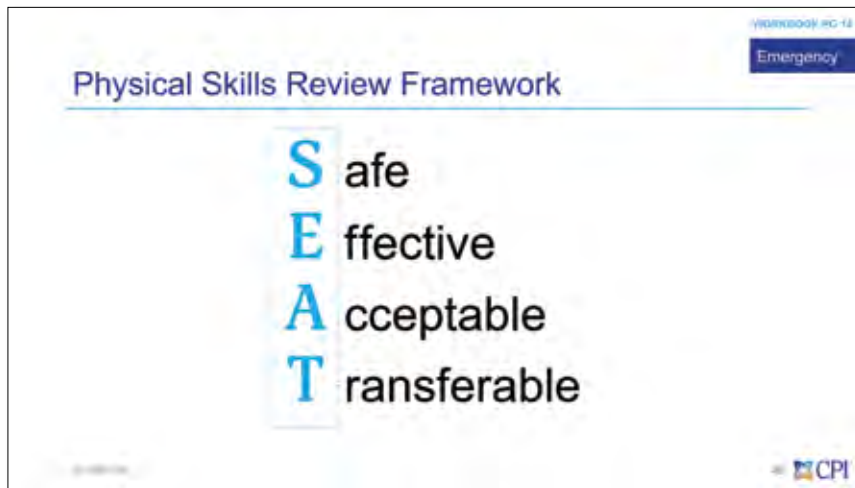 Emergency
Physical Skills Review Framework
Safe
Effective
Acceptable
Transferable
CPI